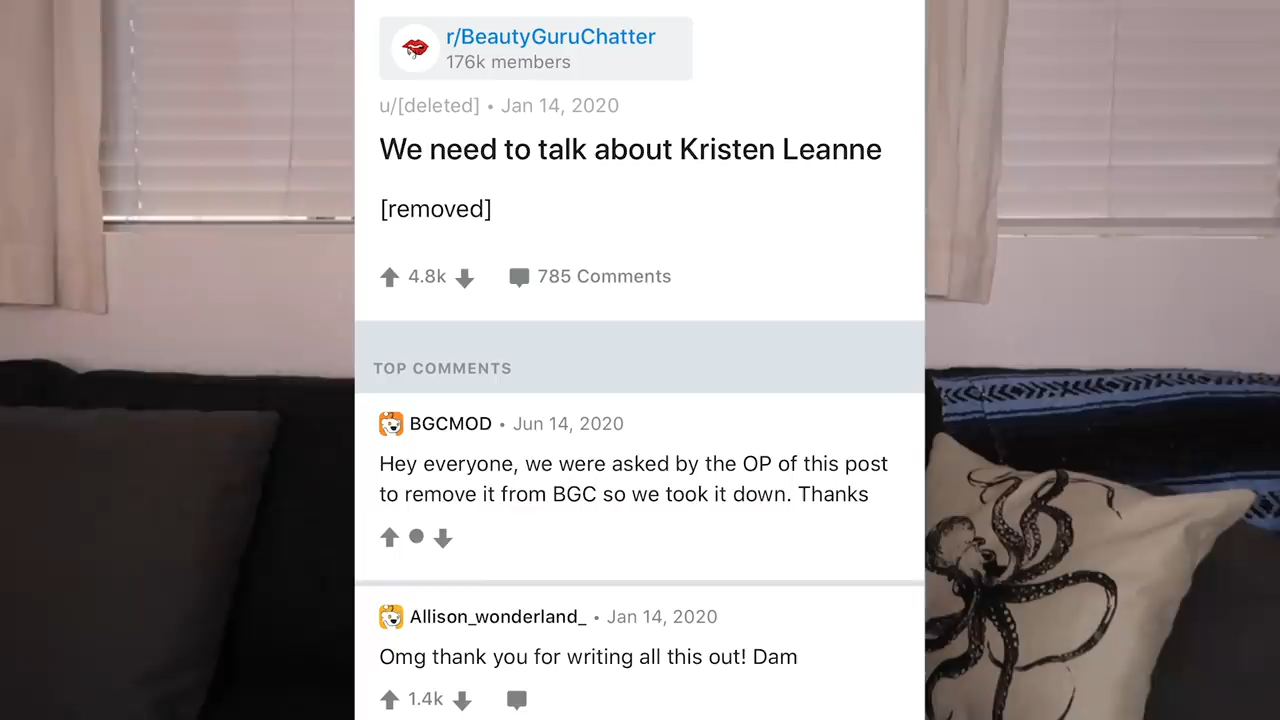 r/BeautyGuruChatter
176k members
u/[deleted] • Jan 14, 2020
We need to talk about Kristen Leanne
[removed]
4.8k 785 Comments
TOP COMMENTS
BGCMOD • Jun 14, 2020
Hey everyone, we were asked by the OP of this post
to remove it from BGC so we took it down. Thanks
Allison_wonderland_ • Jan 14, 2020
Omg thank you for writing all this out! Dam
1.4k